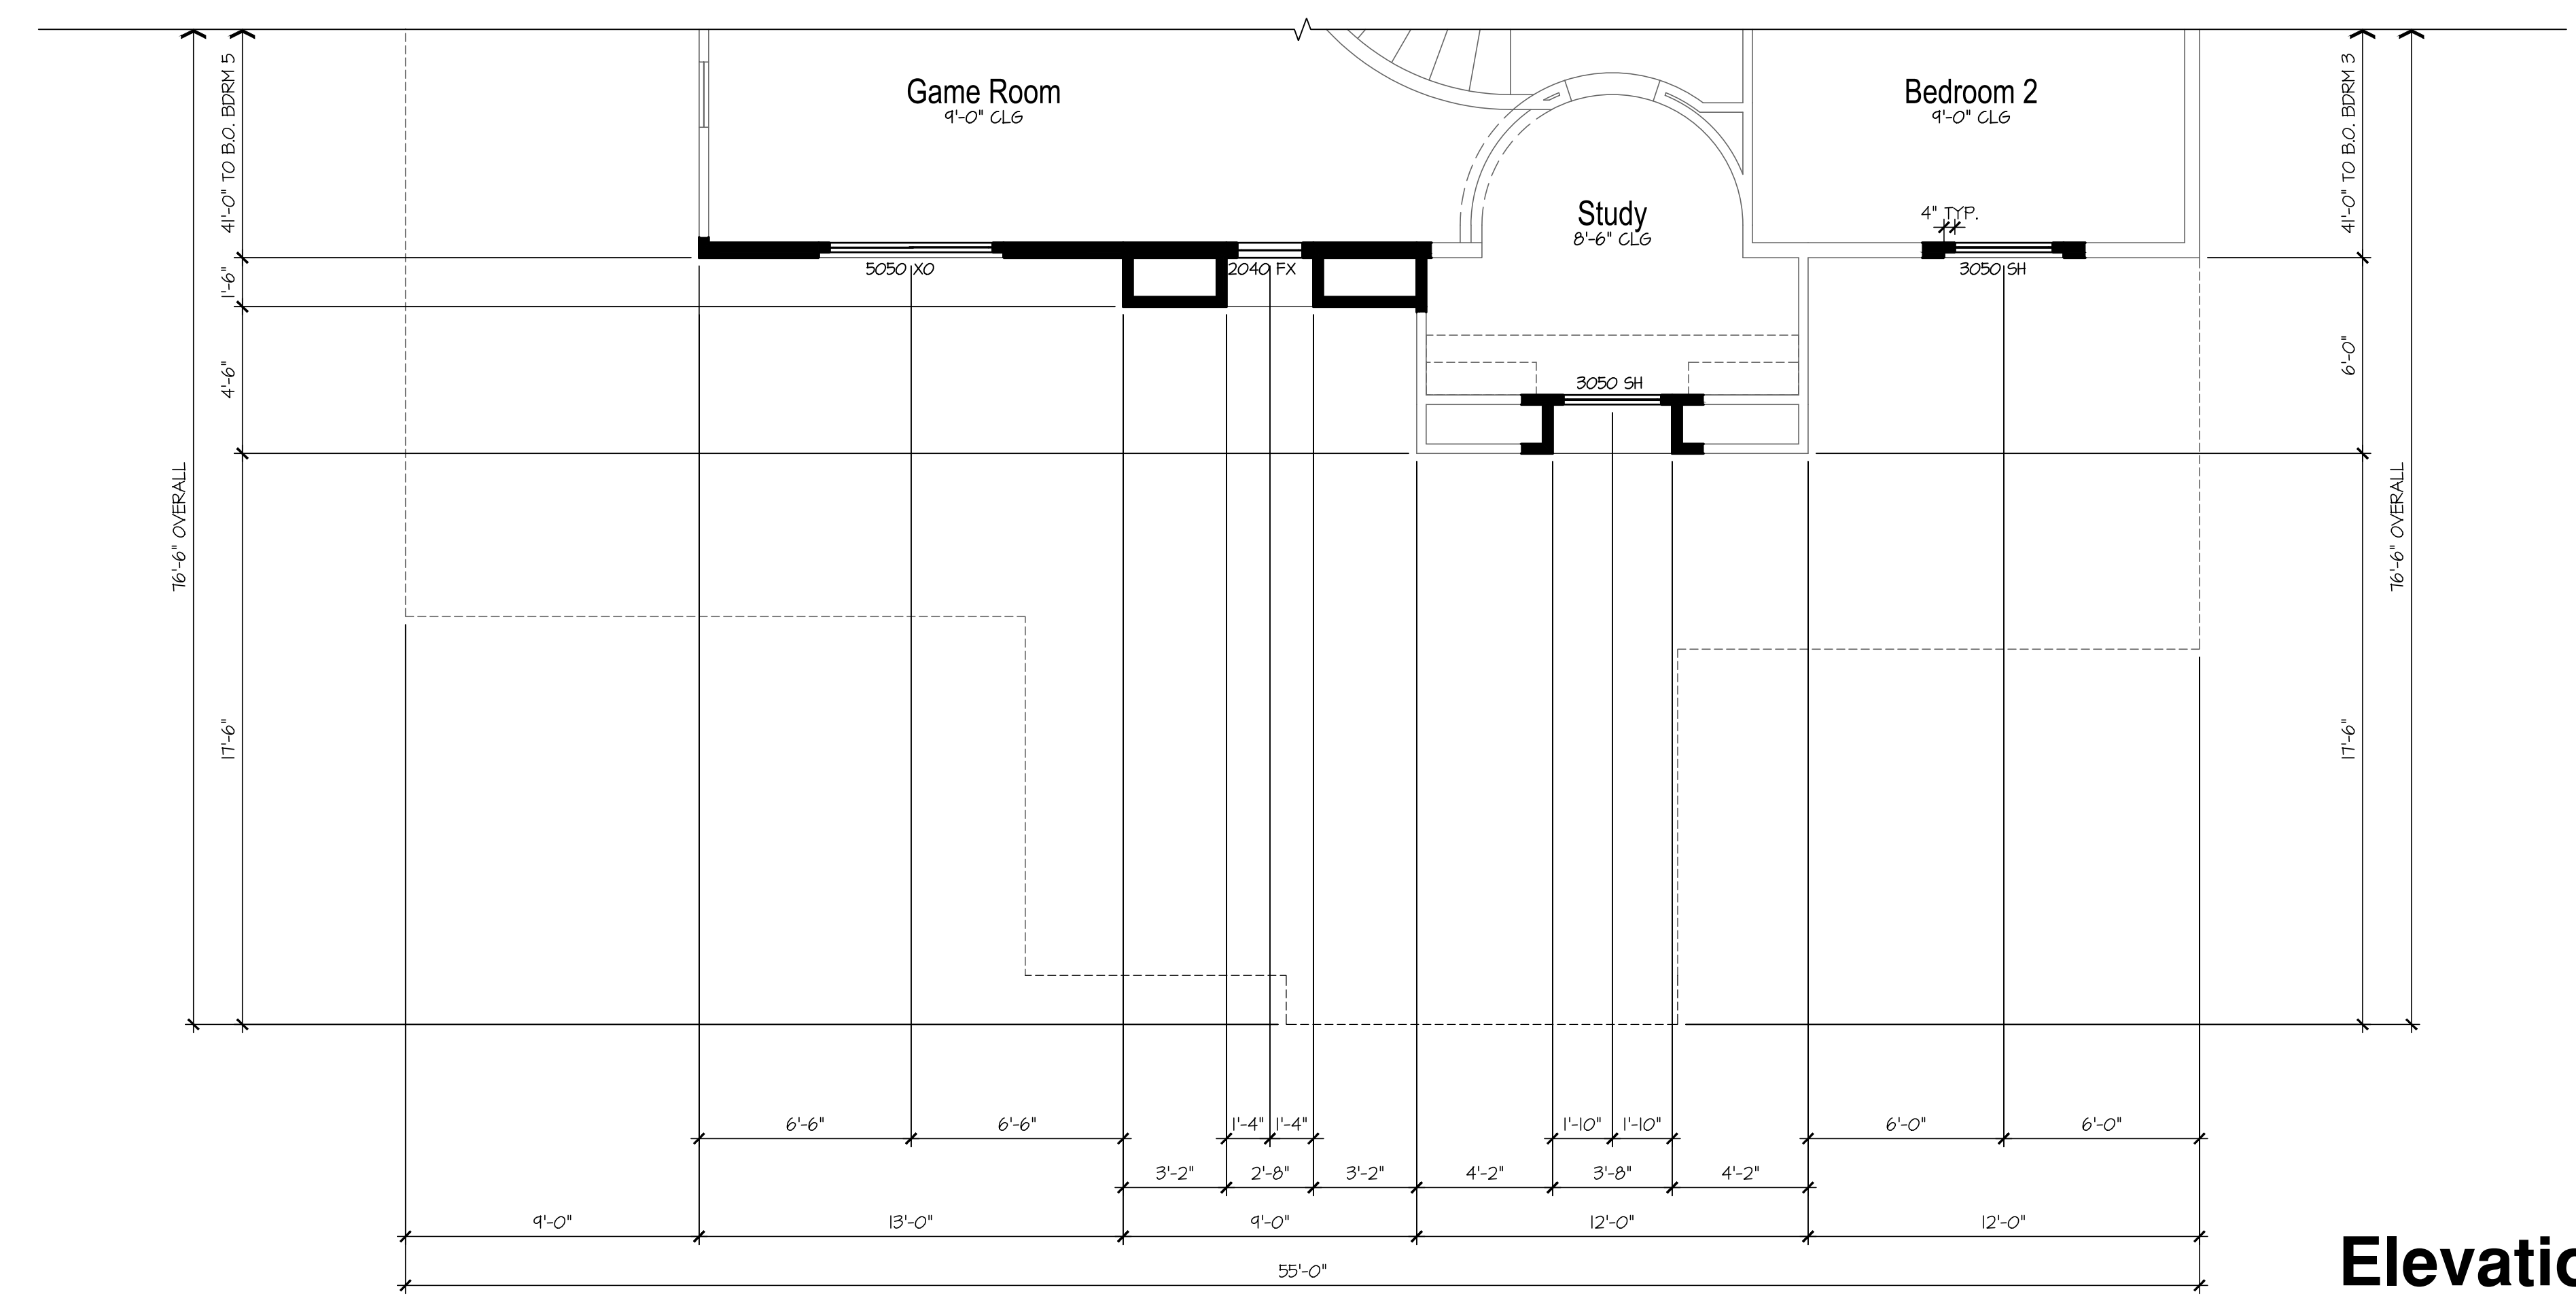 Game Room
9'-0" CLG
Bedroom 2
9'-0" CLG
Study
8'-6" CLG
4" TYP.
5050 XO
2040 FX
3050 SH
3050 SH
41'-0" TO B.O. BDRM 5
1'-6"
4'-6"
17'-6"
76'-6" OVERALL
41'-0" TO B.O. BDRM 3
6'-0"
17'-6"
76'-6" OVERALL
6'-6" 6'-6" 1'-4" 1'-4" 1'-10" 1'-10" 6'-0" 6'-0"
3'-2" 2'-8" 3'-2" 4'-2" 3'-8" 4'-2"
9'-0" 13'-0" 9'-0" 12'-0" 12'-0"
55'-0"